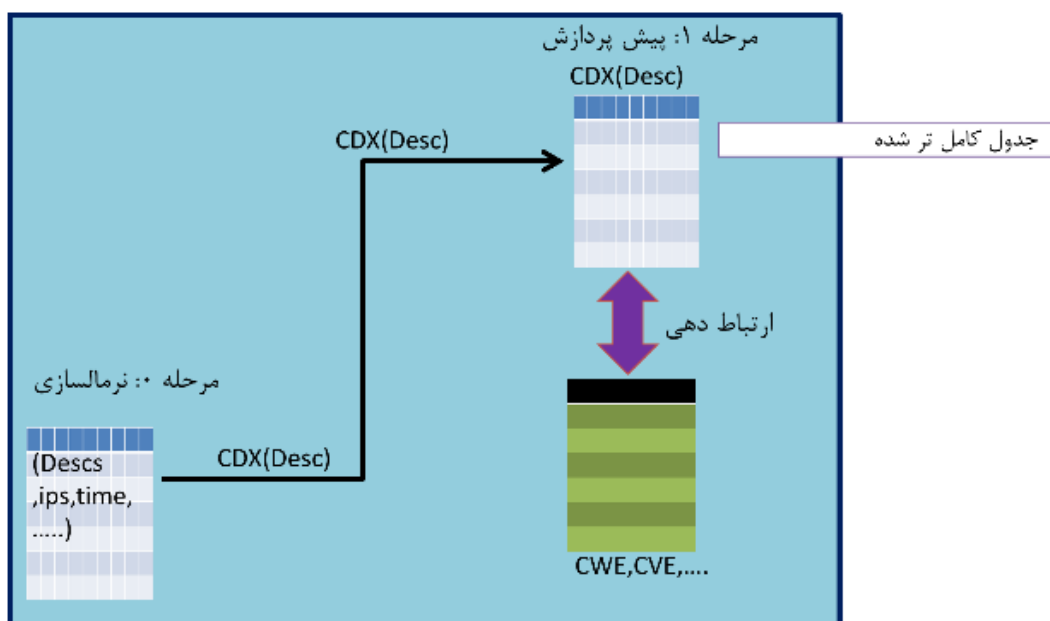 مرحله ۱: پیش پردازش
CDX(Desc)
جدول کامل تر شده
CDX(Desc)
ارتباط دهی
مرحله ۰: نرمالسازی
CDX(Desc)
(Descs
,ips,time,
.....)
CWE,CVE,....